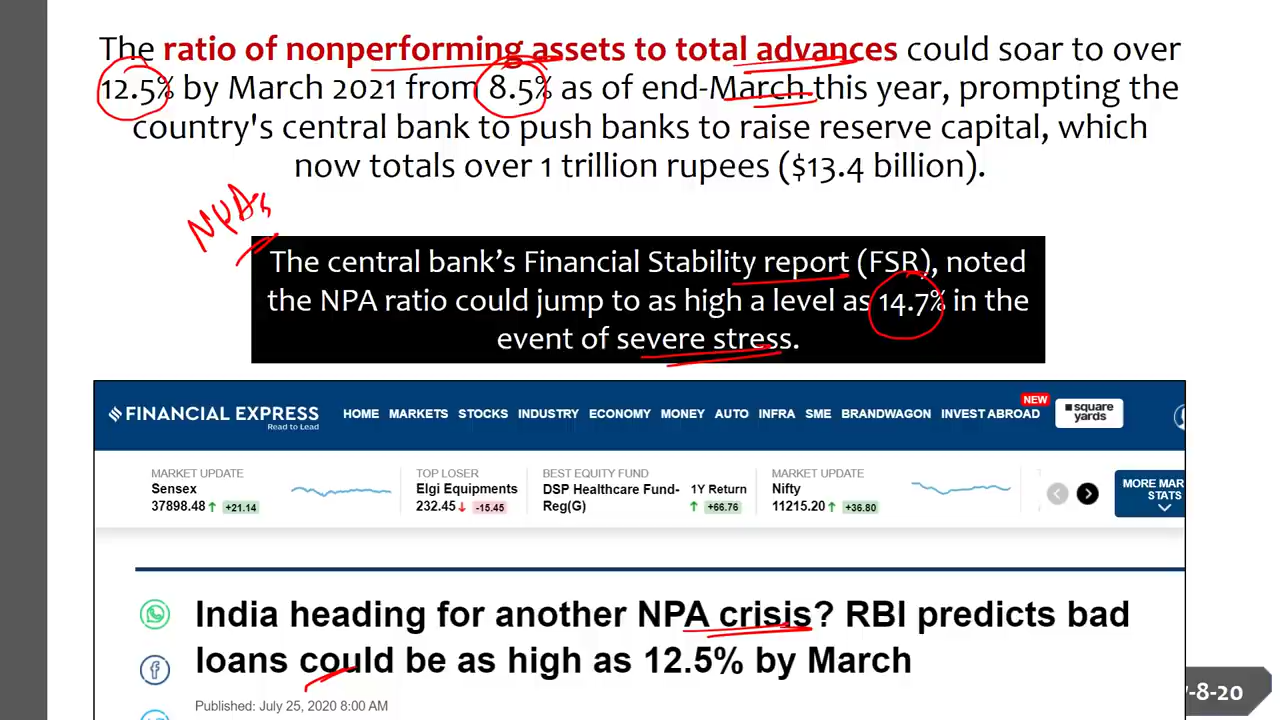 The ratio of nonperforming assets to total advances could soar to over
12.5% by March 2021 from 8.5% as of end-March this year, prompting the
country's central bank to push banks to raise reserve capital, which
now totals over 1 trillion rupees ($13.4 billion).
NPAs
The central bank's Financial Stability report (FSR), noted
the NPA ratio could jump to as high a level as 14.7% in the
event of severe stress.
FINANCIAL EXPRESS
Read to Lead
HOME MARKETS STOCKS INDUSTRY ECONOMY MONEY AUTO INFRA SME BRANDWAGON INVEST ABROAD
NEW
square
yards
MARKET UPDATE
Sensex
37898.48 +21.14
TOP LOSER
Elgi Equipments
232.45 -15.45
BEST EQUITY FUND
DSP Healthcare Fund- 1Y Return
Reg(G) +66.76
MARKET UPDATE
Nifty
11215.20 +36.80
MORE MAR
STATS
India heading for another NPA crisis? RBI predicts bad
loans could be as high as 12.5% by March
Published: July 25, 2020 8:00 AM
-8-20